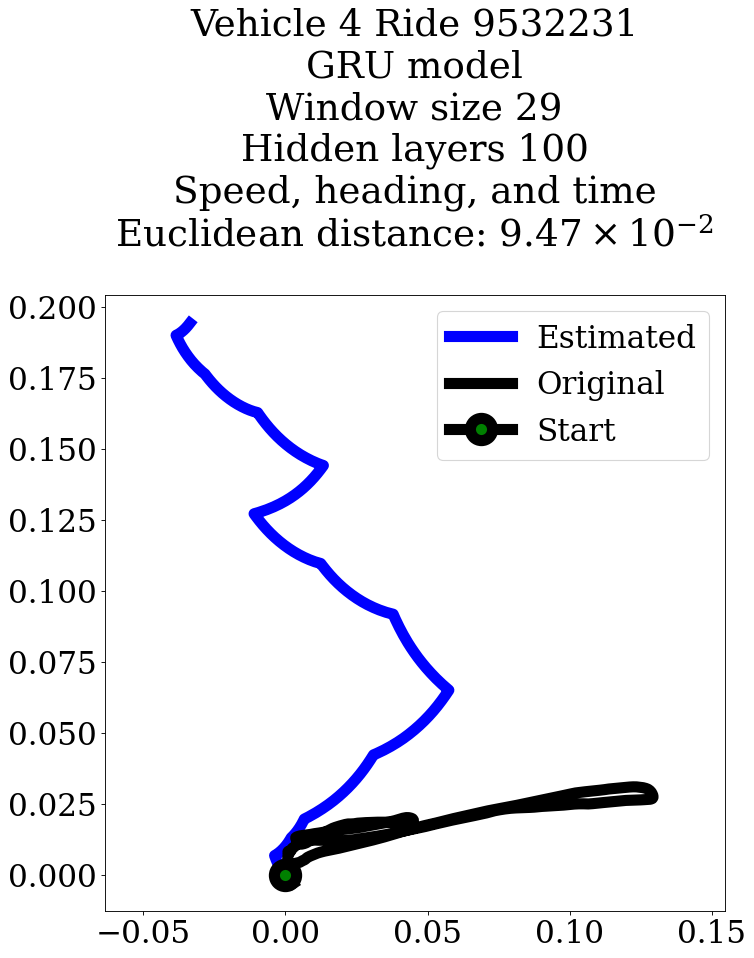 Vehicle 4 Ride 9532231
GRU model
Window size 29
Hidden layers 100
Speed, heading, and time
Euclidean distance: 9.47 × 10⁻²
0.200
0.175
0.150
0.125
0.100
0.075
0.050
0.025
0.000
Estimated
Original
Start
−0.05 0.00 0.05 0.10 0.15